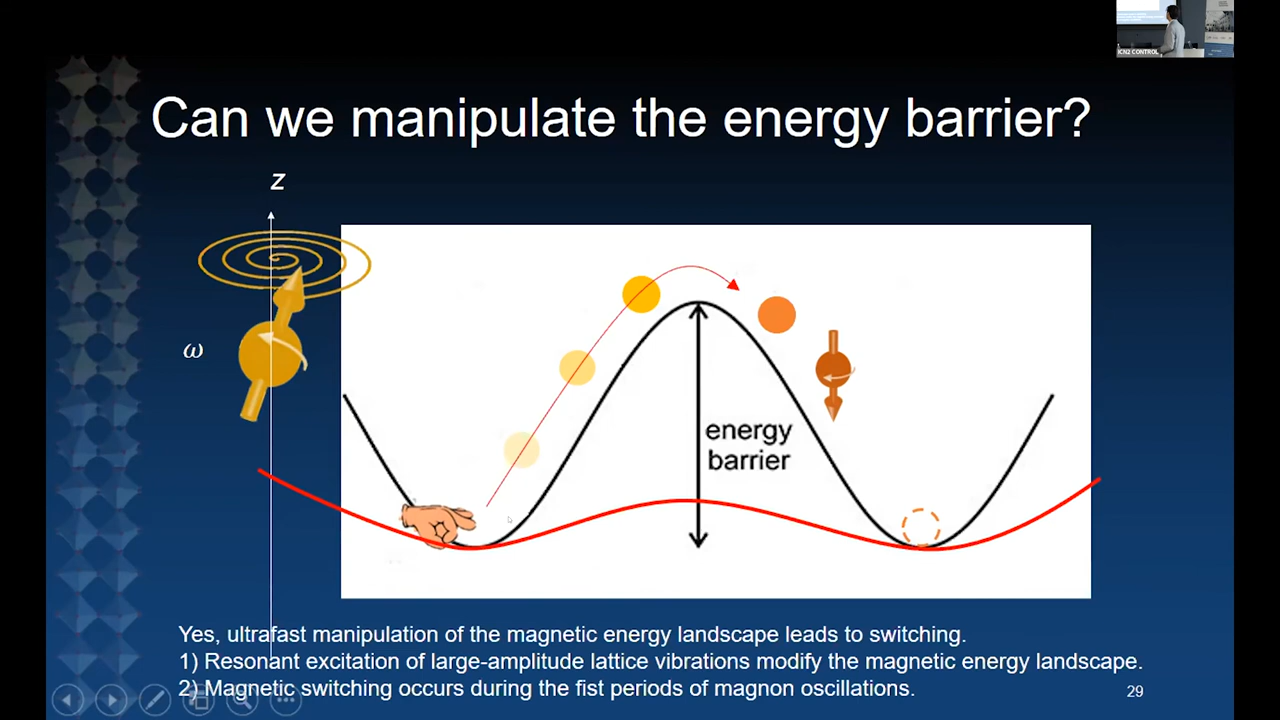 ICN2 CONTROL
Can we manipulate the energy barrier?
z
ω
energy
barrier
Yes, ultrafast manipulation of the magnetic energy landscape leads to switching.
1) Resonant excitation of large-amplitude lattice vibrations modify the magnetic energy landscape.
2) Magnetic switching occurs during the fist periods of magnon oscillations.
29